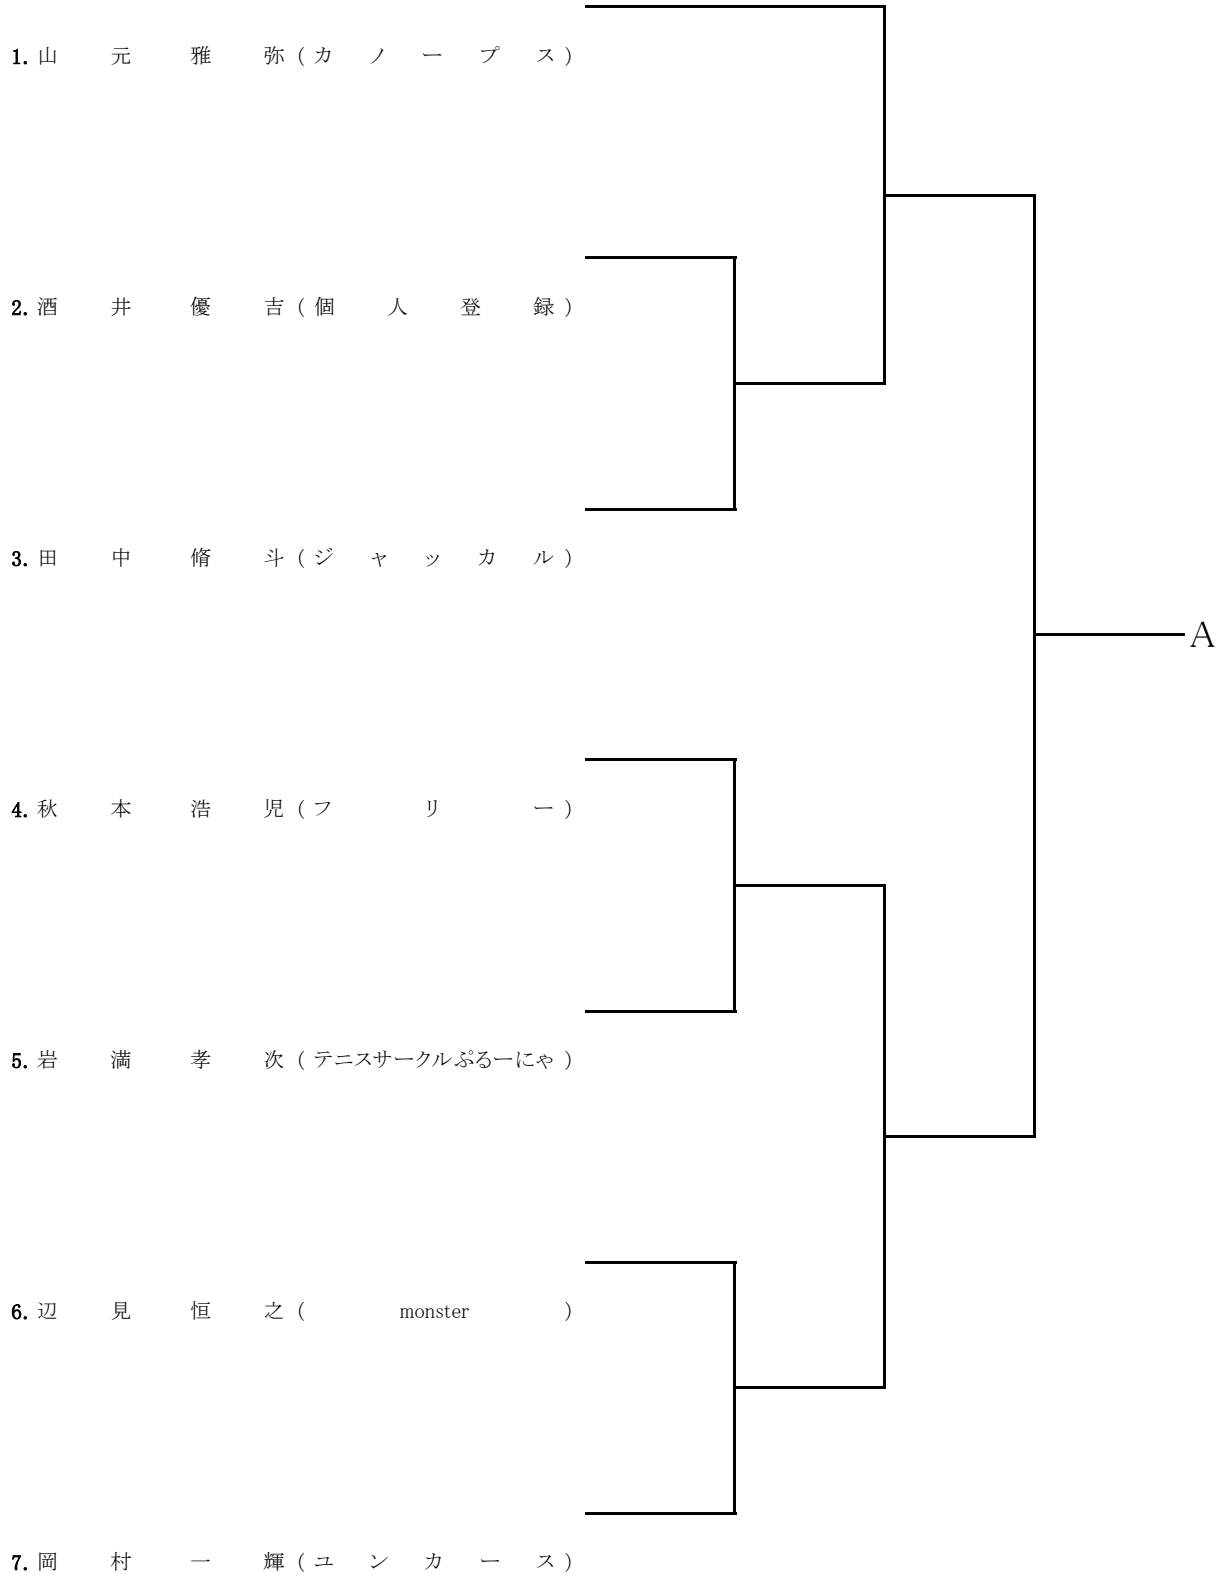 1. 山元雅弥 ( カノープス )
2. 酒井優吉 ( 個人登録 )
3. 田中脩斗 ( ジャッカル )
A
4. 秋本浩児 ( フリー )
5. 岩満孝次 ( テニスサークルぷるーにゃ )
6. 辺見恒之 ( monster )
7. 岡村一輝 ( ユンカース )